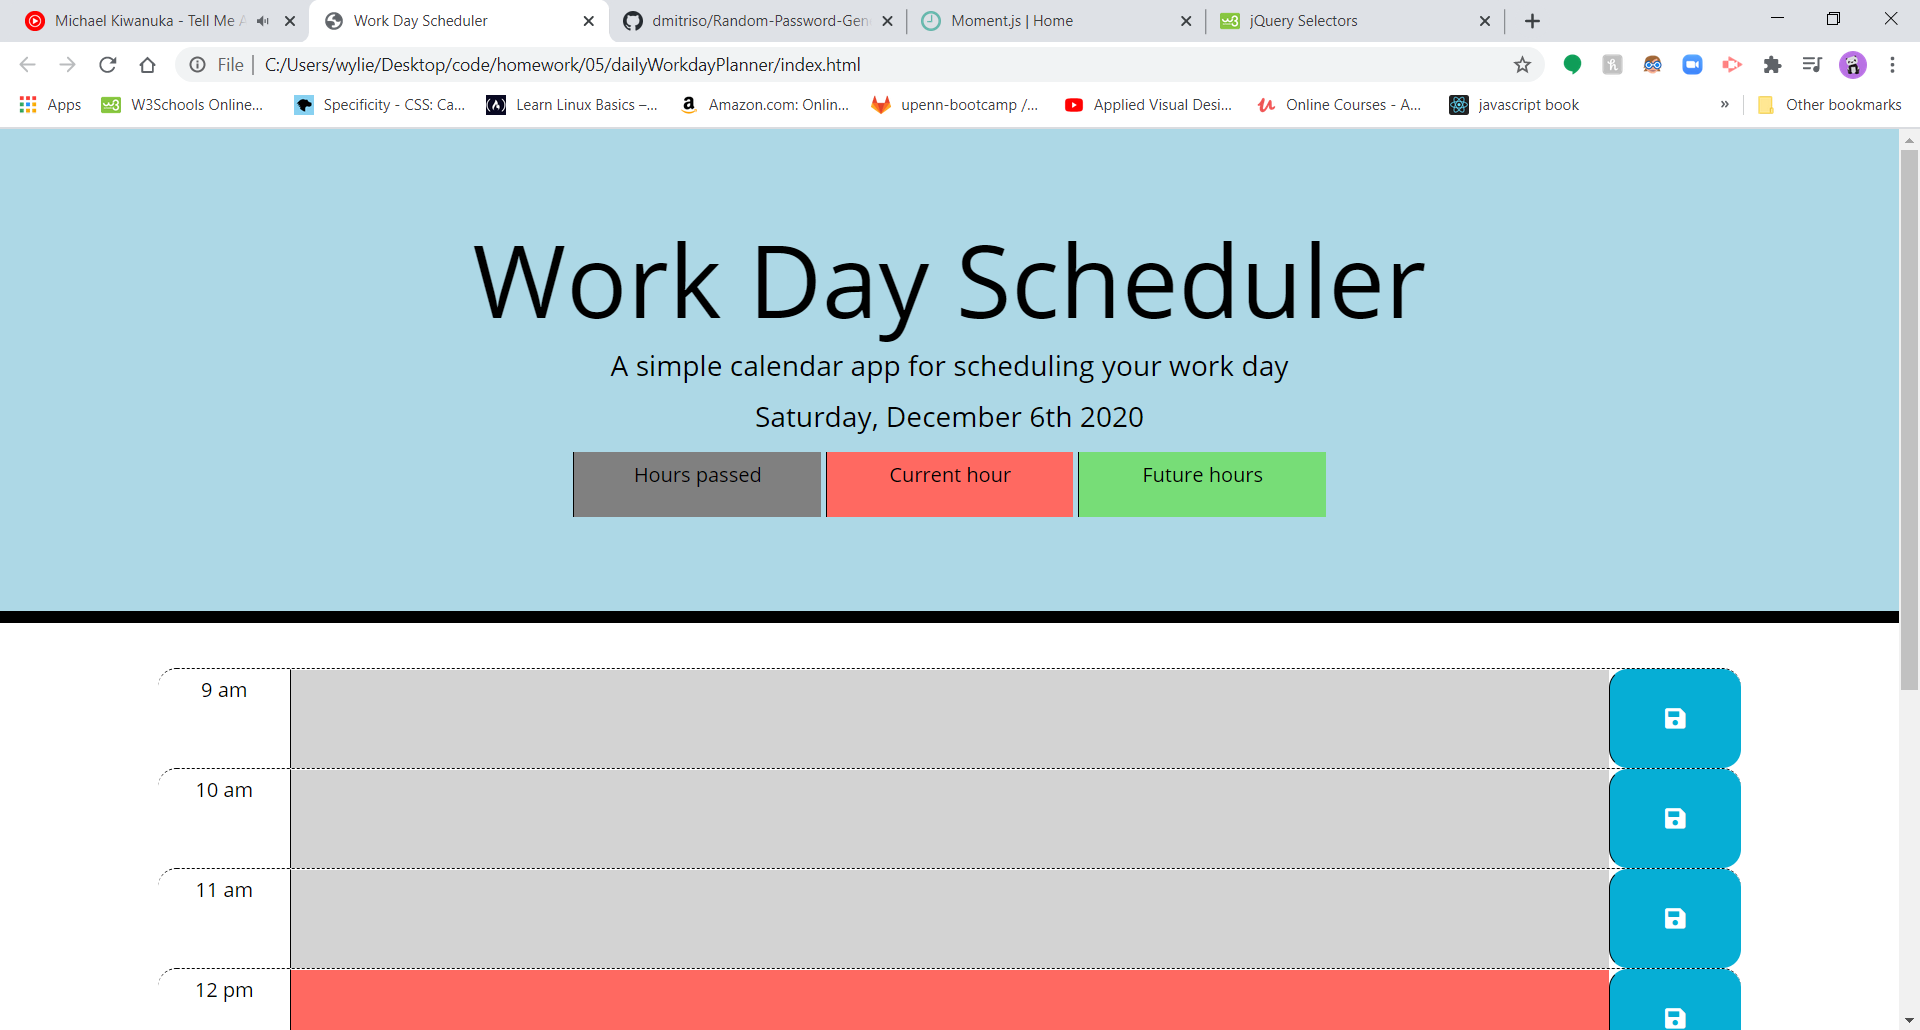 Michael Kiwanuka - Tell Me A
Work Day Scheduler
dmitriso/Random-Password-Gen
Moment.js | Home
jQuery Selectors
File
C:/Users/wylie/Desktop/code/homework/05/dailyWorkdayPlanner/index.html
Apps
W3Schools Online...
Specificity - CSS: Ca...
Learn Linux Basics –...
Amazon.com: Onlin...
upenn-bootcamp /...
Applied Visual Desi...
Online Courses - A...
javascript book
»
Other bookmarks
Work Day Scheduler
A simple calendar app for scheduling your work day
Saturday, December 6th 2020
Hours passed
Current hour
Future hours
9 am
10 am
11 am
12 pm